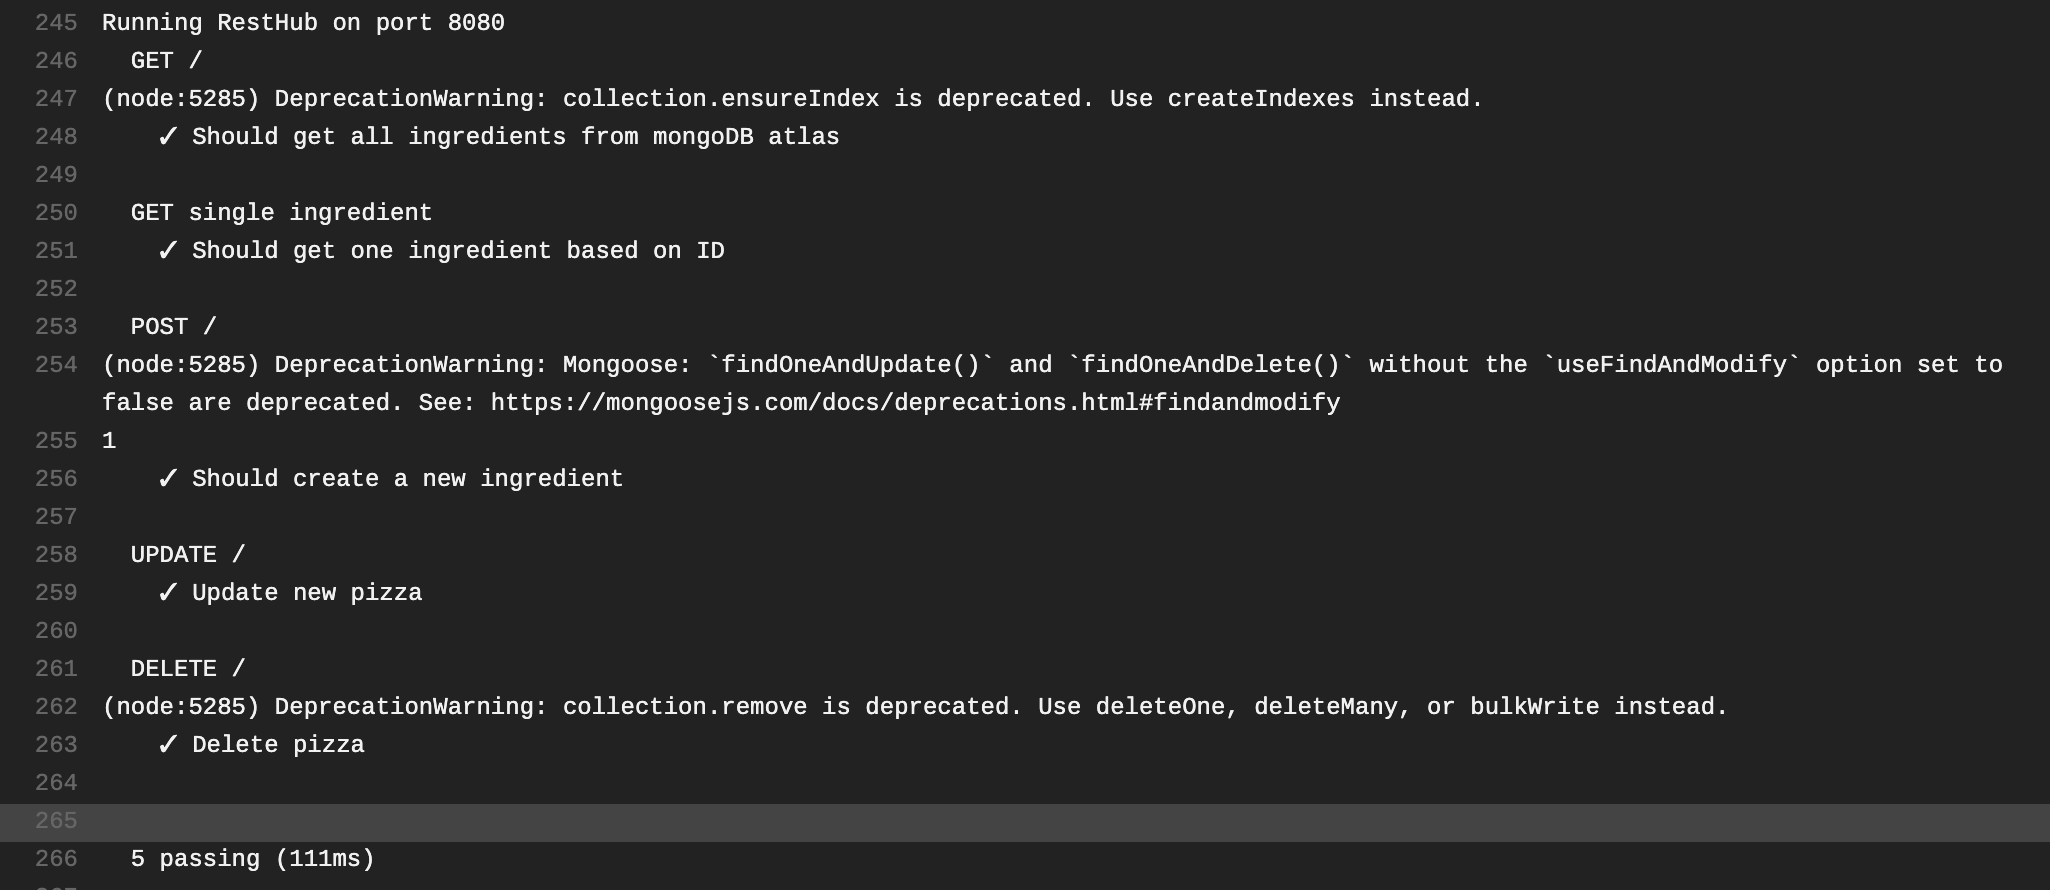 245 Running RestHub on port 8080
246 GET /
247 (node:5285) DeprecationWarning: collection.ensureIndex is deprecated. Use createIndexes instead.
248 ✓ Should get all ingredients from mongoDB atlas
249
250 GET single ingredient
251 ✓ Should get one ingredient based on ID
252
253 POST /
254 (node:5285) DeprecationWarning: Mongoose: `findOneAndUpdate()` and `findOneAndDelete()` without the `useFindAndModify` option set to
false are deprecated. See: https://mongoosejs.com/docs/deprecations.html#findandmodify
255 1
256 ✓ Should create a new ingredient
257
258 UPDATE /
259 ✓ Update new pizza
260
261 DELETE /
262 (node:5285) DeprecationWarning: collection.remove is deprecated. Use deleteOne, deleteMany, or bulkWrite instead.
263 ✓ Delete pizza
264
265
266 5 passing (111ms)